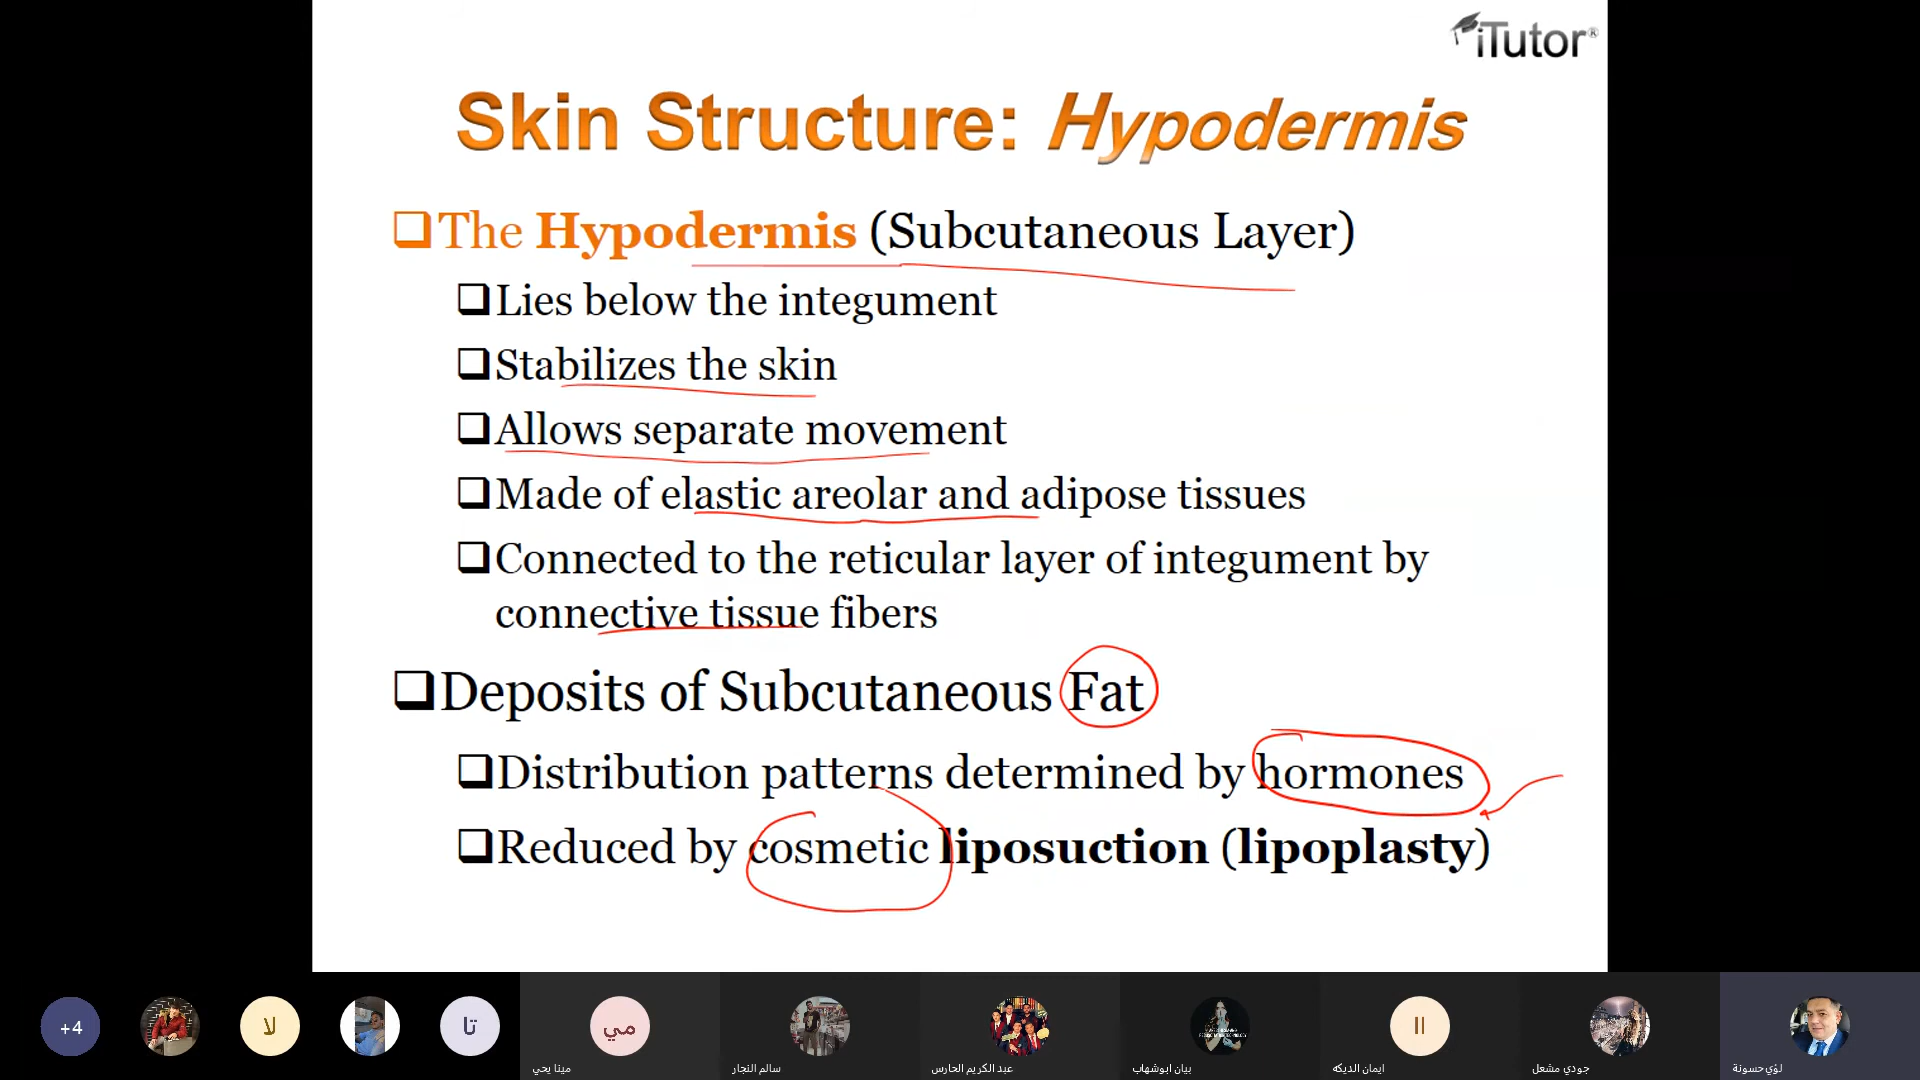 iTutor®
Skin Structure: Hypodermis
The Hypodermis (Subcutaneous Layer)
Lies below the integument
Stabilizes the skin
Allows separate movement
Made of elastic areolar and adipose tissues
Connected to the reticular layer of integument by
connective tissue fibers
Deposits of Subcutaneous Fat
Distribution patterns determined by hormones
Reduced by cosmetic liposuction (lipoplasty)
+4
لا
تا
مي
مينا يحي
سالم النجار
عبد الكريم الحارس
بيان ابوشهاب
اا
ايمان الديكه
جودي مشعل
لؤي حسونة